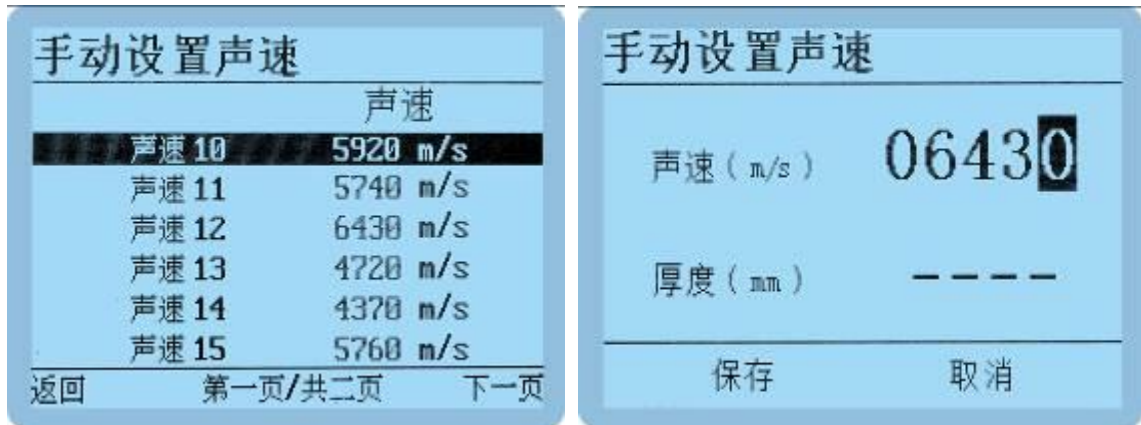 手动设置声速
声速
声速 10 5920 m/s
声速 11 5740 m/s
声速 12 6430 m/s
声速 13 4720 m/s
声速 14 4370 m/s
声速 15 5760 m/s
返回 第一页/共二页 下一页
手动设置声速
声速（m/s） 06430
厚度（mm） ----
保存 取消